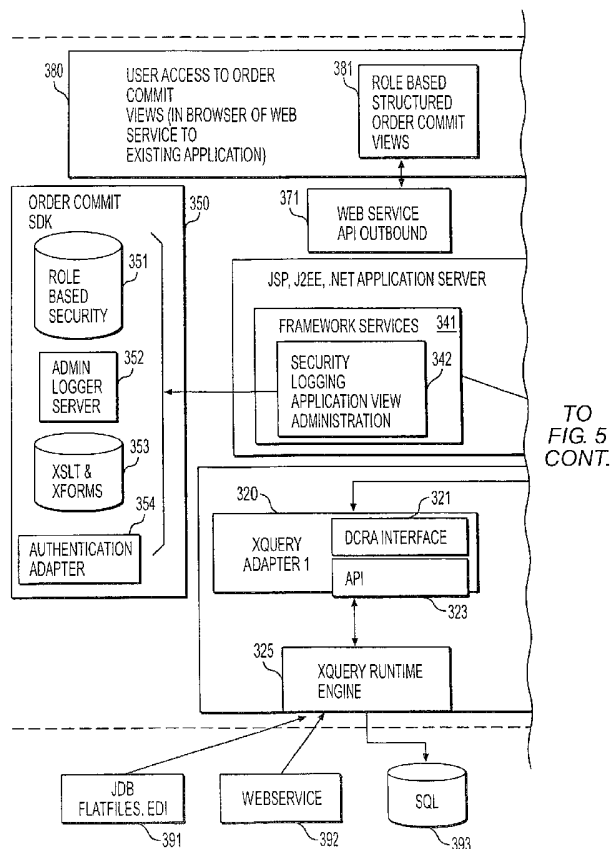 380
USER ACCESS TO ORDER
COMMIT
VIEWS (IN BROWSER OF WEB
SERVICE TO
EXISTING APPLICATION)
381
ROLE BASED
STRUCTURED
ORDER COMMIT
VIEWS
ORDER COMMIT
SDK
350
351
ROLE
BASED
SECURITY
352
ADMIN
LOGGER
SERVER
353
XSLT &
XFORMS
354
AUTHENTICATION
ADAPTER
371
WEB SERVICE
API OUTBOUND
JSP, J2EE, .NET APPLICATION SERVER
FRAMEWORK SERVICES
341
342
SECURITY
LOGGING
APPLICATION VIEW
ADMINISTRATION
TO
FIG. 5
CONT.
320
321
XQUERY
ADAPTER 1
DCRA INTERFACE
API
323
325
XQUERY RUNTIME
ENGINE
JDB
FLATFILES, EDI
391
WEBSERVICE
392
SQL
393